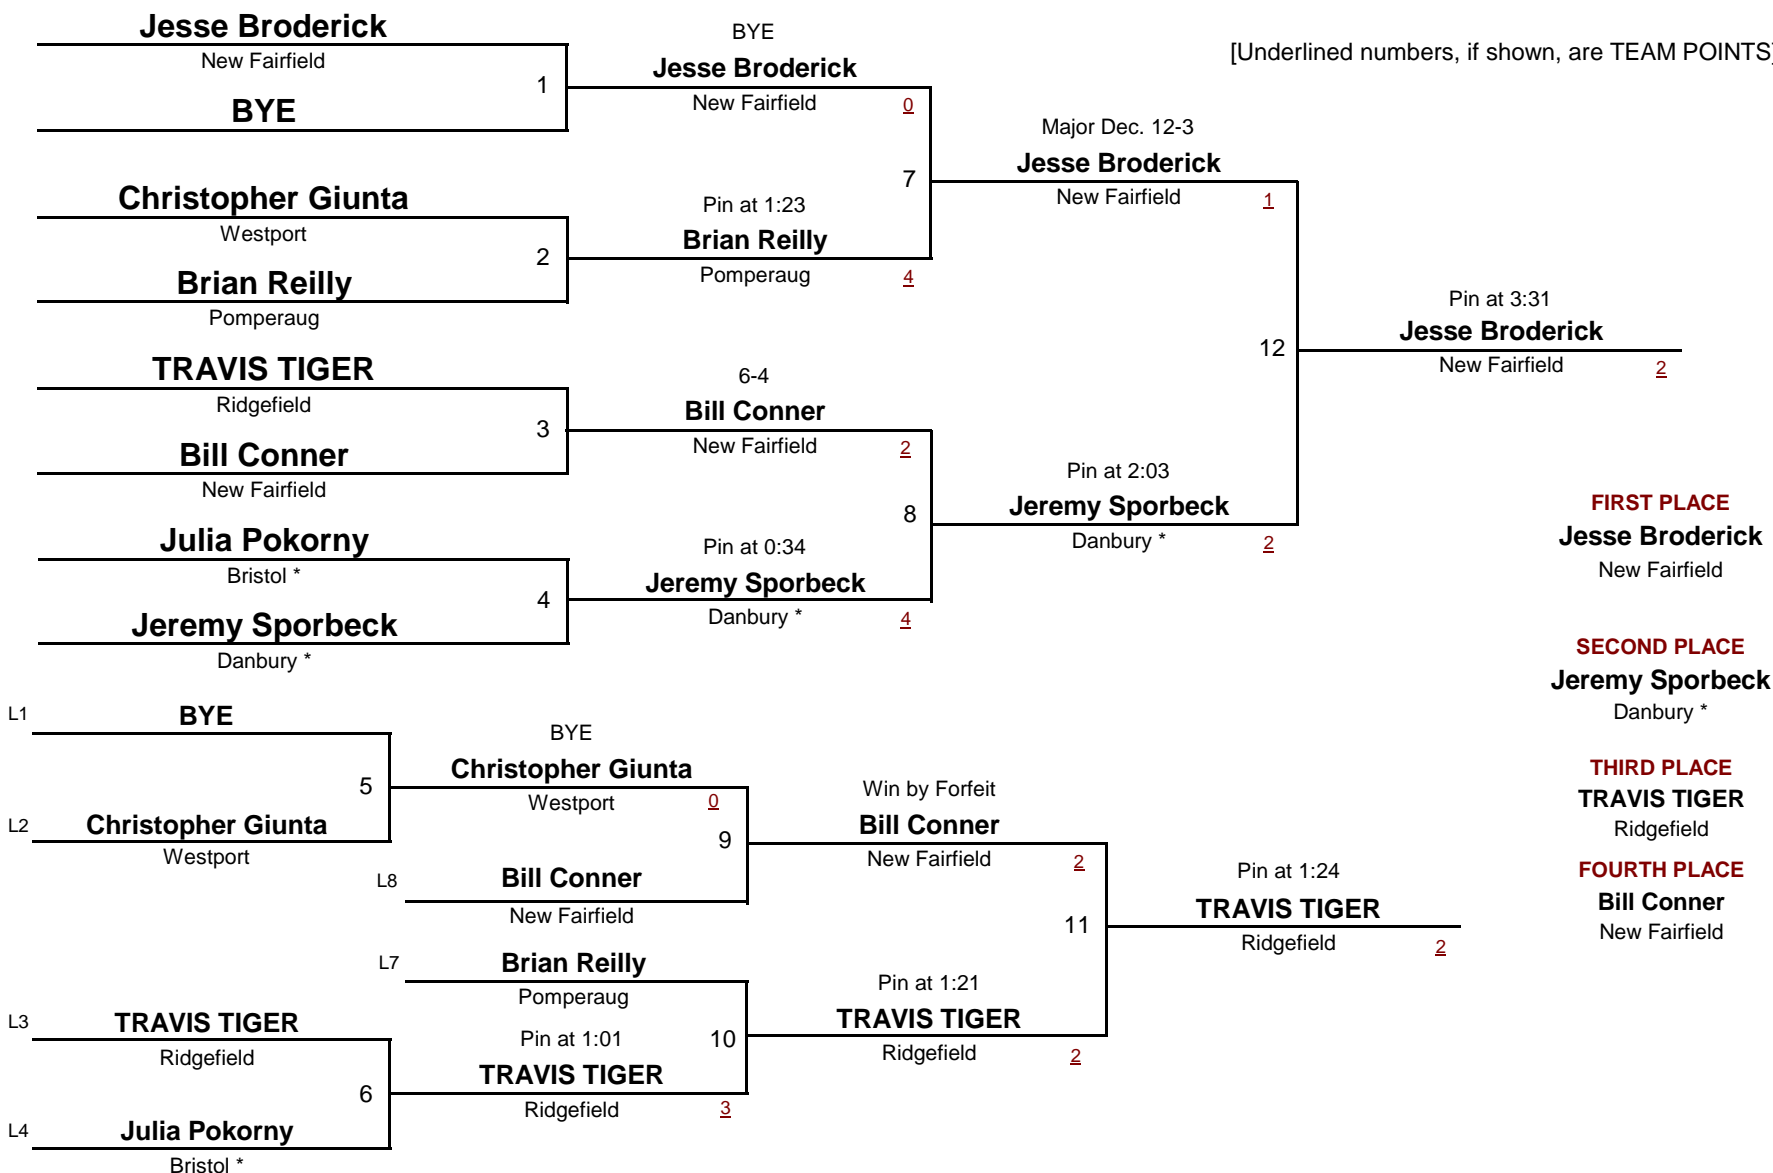 Jesse Broderick
New Fairfield
1
BYE
BYE
Jesse Broderick
New Fairfield
0
[Underlined numbers, if shown, are TEAM POINTS]
Christopher Giunta
Westport
2
Brian Reilly
Pomperaug
Pin at 1:23
Brian Reilly
Pomperaug
4
7
Major Dec. 12-3
Jesse Broderick
New Fairfield
1
TRAVIS TIGER
Ridgefield
3
Bill Conner
New Fairfield
6-4
Bill Conner
New Fairfield
2
Julia Pokorny
Bristol *
4
Jeremy Sporbeck
Danbury *
Pin at 0:34
Jeremy Sporbeck
Danbury *
4
8
Pin at 2:03
Jeremy Sporbeck
Danbury *
2
12
Pin at 3:31
Jesse Broderick
New Fairfield
2
FIRST PLACE
Jesse Broderick
New Fairfield
SECOND PLACE
Jeremy Sporbeck
Danbury *
THIRD PLACE
TRAVIS TIGER
Ridgefield
FOURTH PLACE
Bill Conner
New Fairfield
L1
BYE
5
L2
Christopher Giunta
Westport
BYE
Christopher Giunta
Westport
0
9
L8
Bill Conner
New Fairfield
Win by Forfeit
Bill Conner
New Fairfield
2
L7
Brian Reilly
Pomperaug
10
L3
TRAVIS TIGER
Ridgefield
6
L4
Julia Pokorny
Bristol *
Pin at 1:01
TRAVIS TIGER
Ridgefield
3
Pin at 1:21
TRAVIS TIGER
Ridgefield
2
11
Pin at 1:24
TRAVIS TIGER
Ridgefield
2